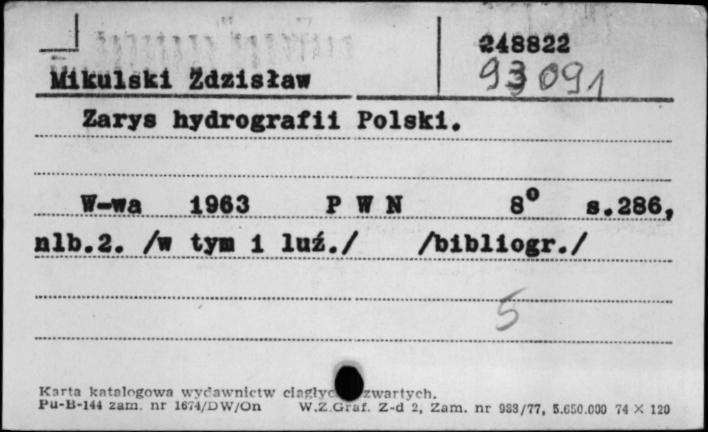 248822
Mikulski Zdzisław 93091
Zarys hydrografii Polski.
W-wa 1963 P W N 8° s.286,
nlb.2. /w tym 1 luź./ /bibliogr./
5
Karta katalogowa wydawnictw zwartych.
Pu-B-144 zam. nr 1674/DW/On W.Z.Graf. Z-d 2, Zam. nr 988/77, 5.650.000 74 X 120